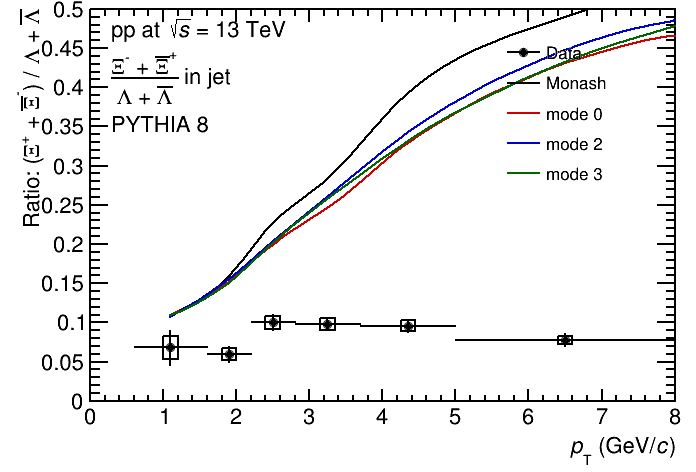 pp at √s = 13 TeV
Ξ⁻ + Ξ̅⁺
Λ + Λ̅
in jet
PYTHIA 8
Data
Monash
mode 0
mode 2
mode 3
Ratio: (Ξ⁺ + Ξ̅⁻) / Λ + Λ̅
0.5
0.45
0.4
0.35
0.3
0.25
0.2
0.15
0.1
0.05
0
0 1 2 3 4 5 6 7 8
p_T (GeV/c)